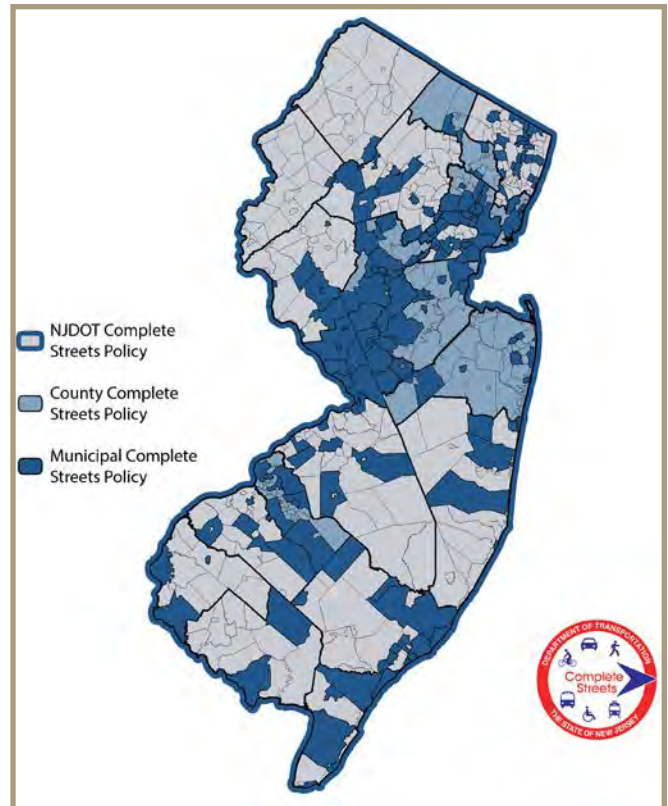 NJDOT Complete
Streets Policy
County Complete
Streets Policy
Municipal Complete
Streets Policy
DEPARTMENT OF TRANSPORTATION
Complete
Streets
THE STATE OF NEW JERSEY